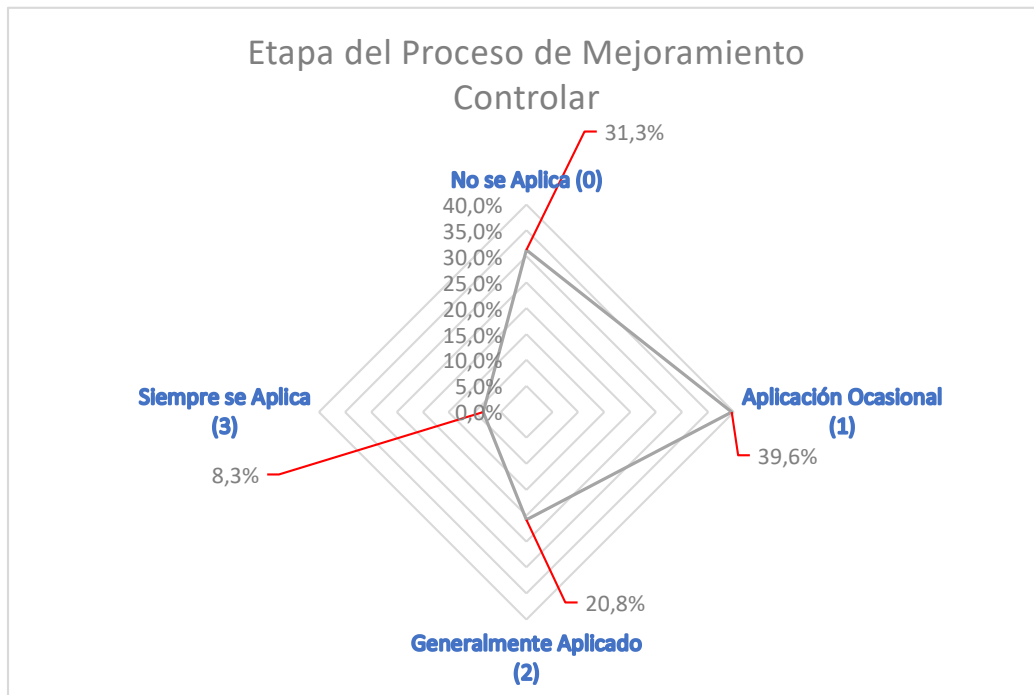 Etapa del Proceso de Mejoramiento
Controlar
31,3%
No se Aplica (0)
40,0%
35,0%
30,0%
25,0%
20,0%
15,0%
10,0%
5,0%
0,0%
Siempre se Aplica
(3)
Aplicación Ocasional
(1)
8,3%
39,6%
20,8%
Generalmente Aplicado
(2)